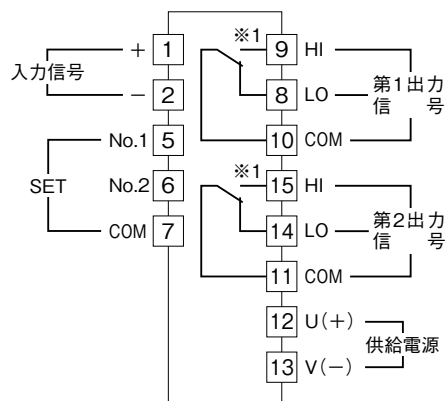 入力信号
+ 1
− 2
SET
No.1 5
No.2 6
COM 7
※1
9 HI
8 LO
10 COM
第1出力
信　　号
※1
15 HI
14 LO
11 COM
第2出力
信　　号
12 U(+)
13 V(−)
供給電源